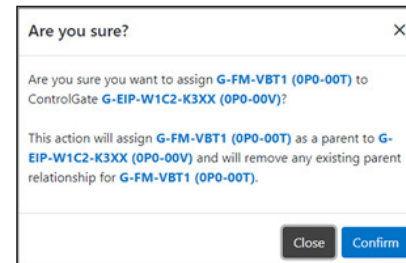 Are you sure?
Are you sure you want to assign G-FM-VBT1 (0P0-00T) to
ControlGate G-EIP-W1C2-K3XX (0P0-00V)?
This action will assign G-FM-VBT1 (0P0-00T) as a parent to G-
EIP-W1C2-K3XX (0P0-00V) and will remove any existing parent
relationship for G-FM-VBT1 (0P0-00T).
Close Confirm